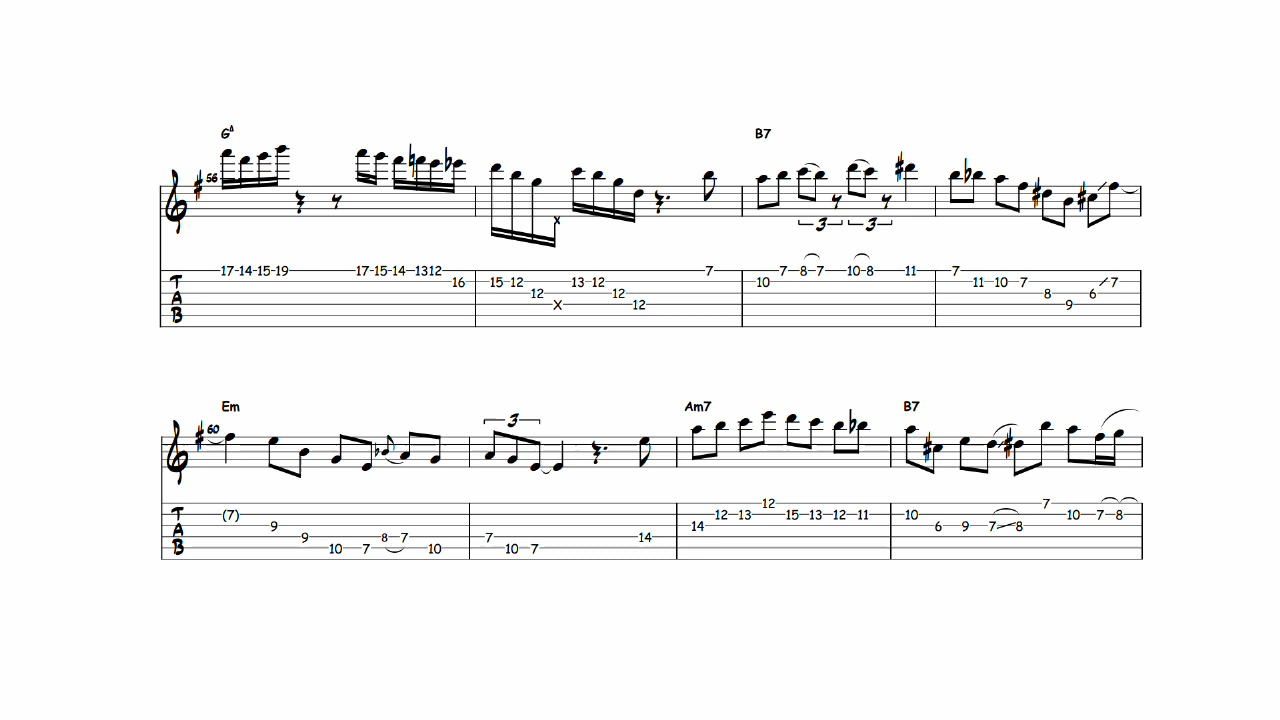 G∆ B7
56
3 3
17 14 15 19 17 15 14 13 12 15 12 13 12 7 7 8 7 10 8 11 7
T 16 12 12 10 11 10 7 7
A X 12 8 6
B 9
Em Am7 B7
60 3
12 7
T (7) 12 13 15 13 12 11 10 10 7 8
A 9 14 6 9 7 8
B 9 8 7 7 14
10 7 10 10 7